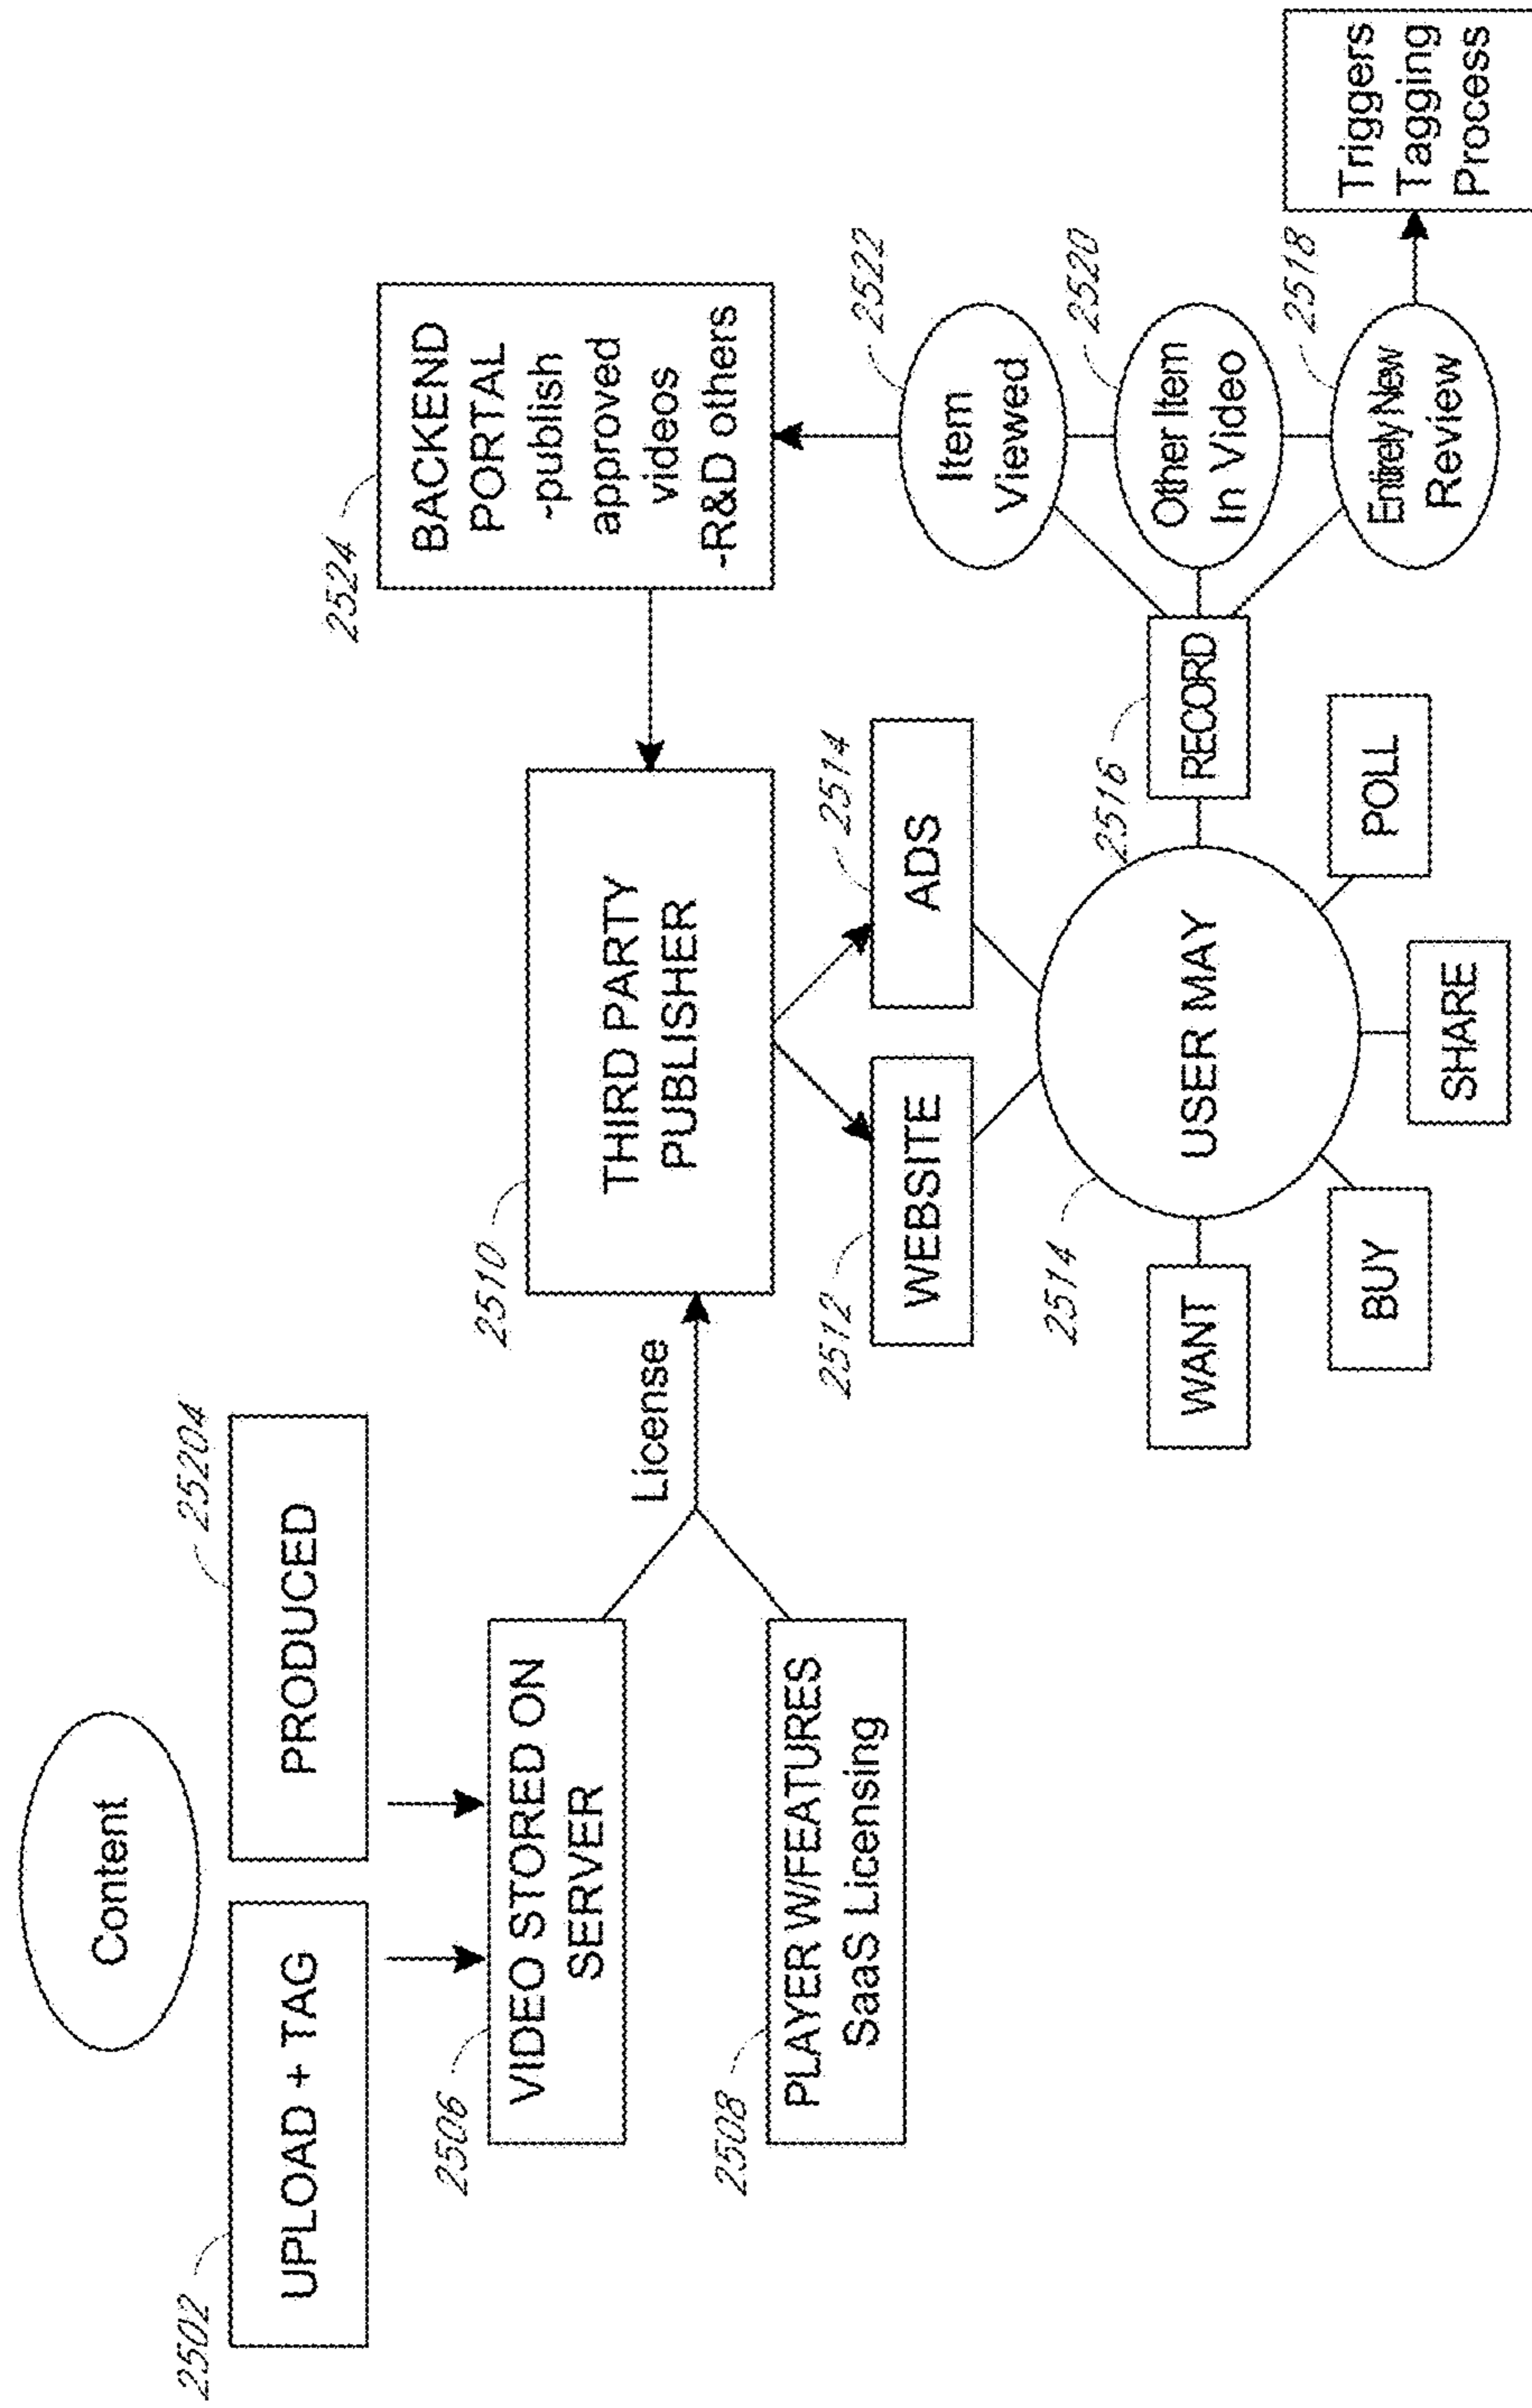 Content
2502
UPLOAD + TAG
25204
PRODUCED
2506
VIDEO STORED ON
SERVER
2508
PLAYER W/FEATURES
SaaS Licensing
License
2510
THIRD PARTY
PUBLISHER
2524
BACKEND
PORTAL
-publish
approved
videos
-R&D others
2512
WEBSITE
2514
ADS
2514
USER MAY
WANT
BUY
SHARE
POLL
2516
RECORD
2522
Item
Viewed
2520
Other Item
In Video
2518
Entirely New
Review
Triggers
Tagging
Process